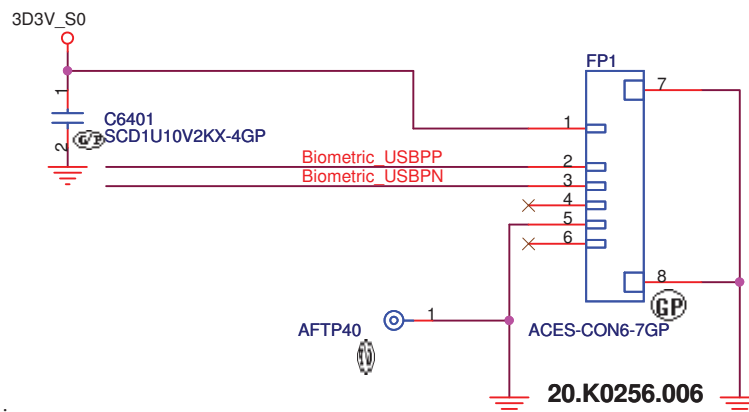 3D3V_S0
FP1
7
1
1
C6401
SCD1U10V2KX-4GP
G/P
2
Biometric_USBPP
2
Biometric_USBPN
3
4
5
6
8
GP
AFTP40
1
ACES-CON6-7GP
20.K0256.006